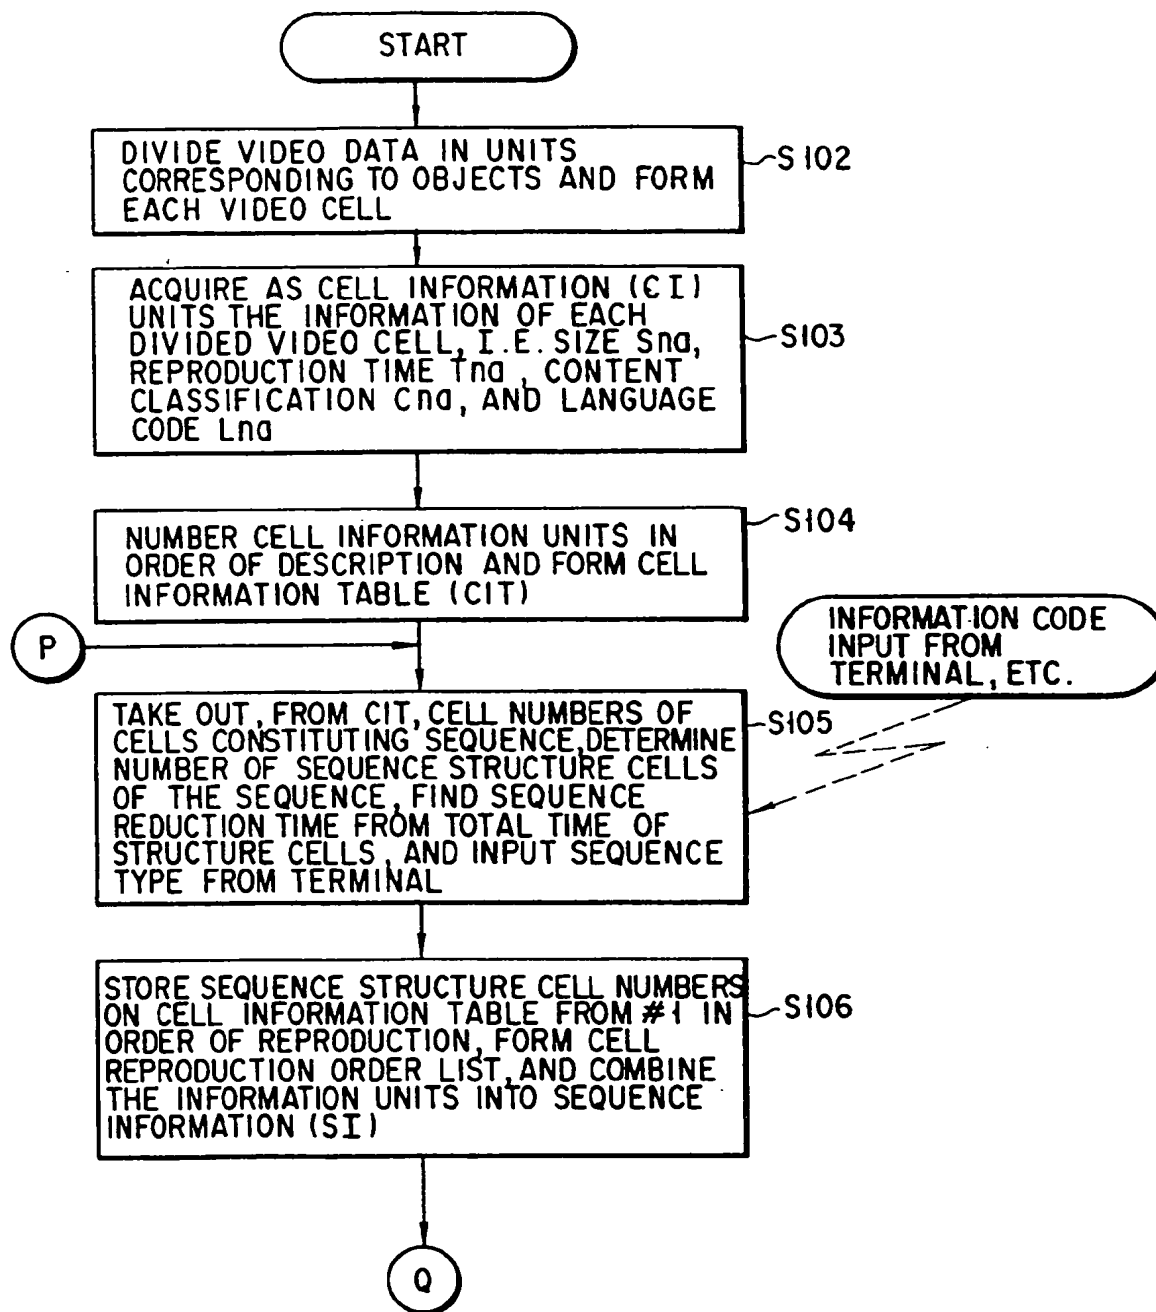 START
DIVIDE VIDEO DATA IN UNITS
CORRESPONDING TO OBJECTS AND FORM
EACH VIDEO CELL
S102
ACQUIRE AS CELL INFORMATION (CI)
UNITS THE INFORMATION OF EACH
DIVIDED VIDEO CELL, I.E. SIZE Sna,
REPRODUCTION TIME Tna, CONTENT
CLASSIFICATION Cna, AND LANGUAGE
CODE Lna
S103
NUMBER CELL INFORMATION UNITS IN
ORDER OF DESCRIPTION AND FORM CELL
INFORMATION TABLE (CIT)
S104
P
INFORMATION CODE
INPUT FROM
TERMINAL, ETC.
TAKE OUT, FROM CIT, CELL NUMBERS OF
CELLS CONSTITUTING SEQUENCE, DETERMINE
NUMBER OF SEQUENCE STRUCTURE CELLS
OF THE SEQUENCE, FIND SEQUENCE
REDUCTION TIME FROM TOTAL TIME OF
STRUCTURE CELLS, AND INPUT SEQUENCE
TYPE FROM TERMINAL
S105
STORE SEQUENCE STRUCTURE CELL NUMBERS
ON CELL INFORMATION TABLE FROM #1 IN
ORDER OF REPRODUCTION, FORM CELL
REPRODUCTION ORDER LIST, AND COMBINE
THE INFORMATION UNITS INTO SEQUENCE
INFORMATION (SI)
S106
Q